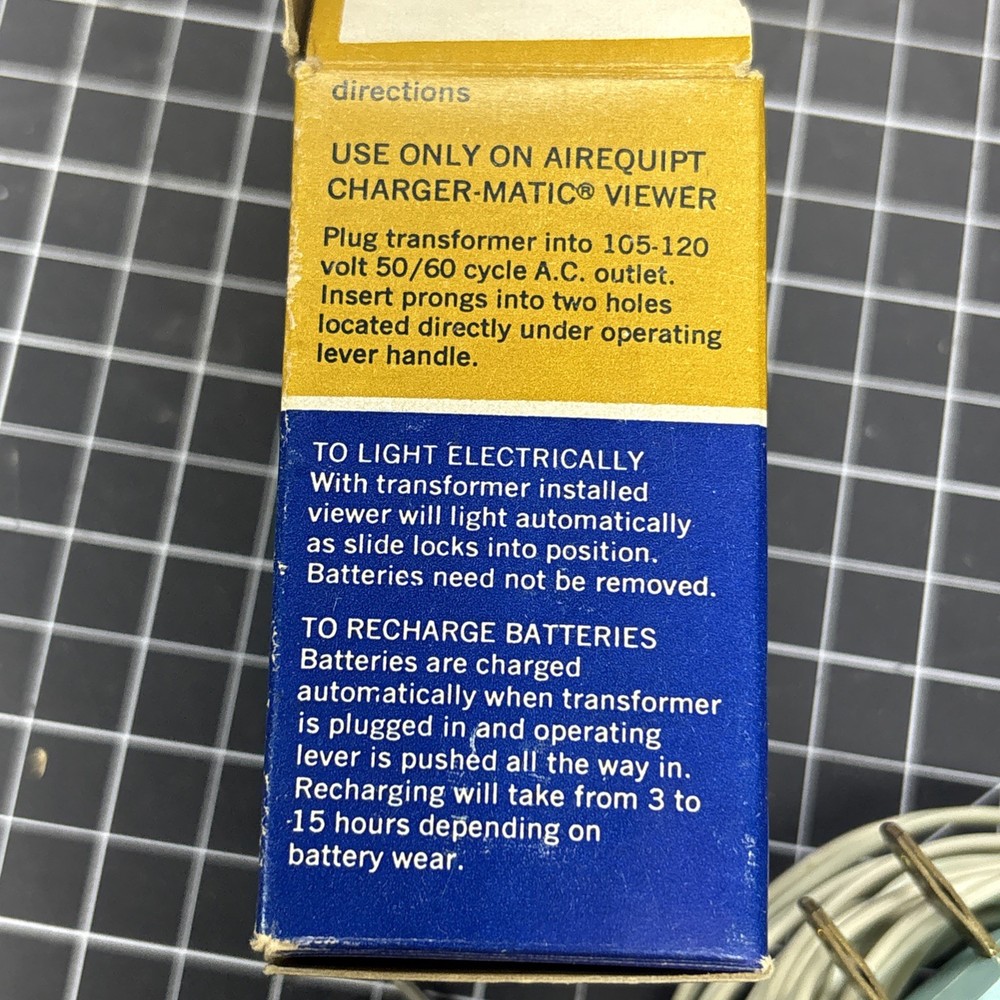 directions
USE ONLY ON AIREQUIPT
CHARGER-MATIC® VIEWER
Plug transformer into 105-120
volt 50/60 cycle A.C. outlet.
Insert prongs into two holes
located directly under operating
lever handle.
TO LIGHT ELECTRICALLY
With transformer installed
viewer will light automatically
as slide locks into position.
Batteries need not be removed.
TO RECHARGE BATTERIES
Batteries are charged
automatically when transformer
is plugged in and operating
lever is pushed all the way in.
Recharging will take from 3 to
15 hours depending on
battery wear.